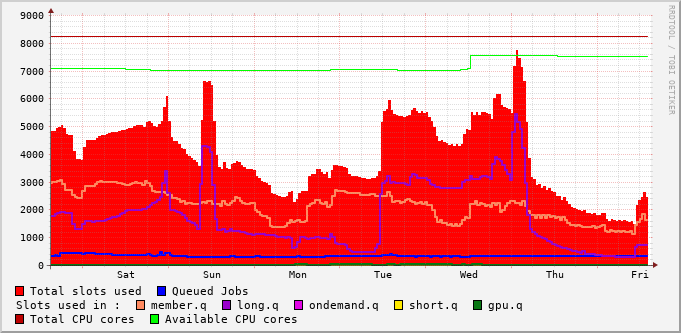 9000
8000
7000
6000
5000
4000
3000
2000
1000
0
Sat Sun Mon Tue Wed Thu Fri
RRDTOOL / TOBI OETIKER
Total slots used Queued Jobs
Slots used in : member.q long.q ondemand.q short.q gpu.q
Total CPU cores Available CPU cores